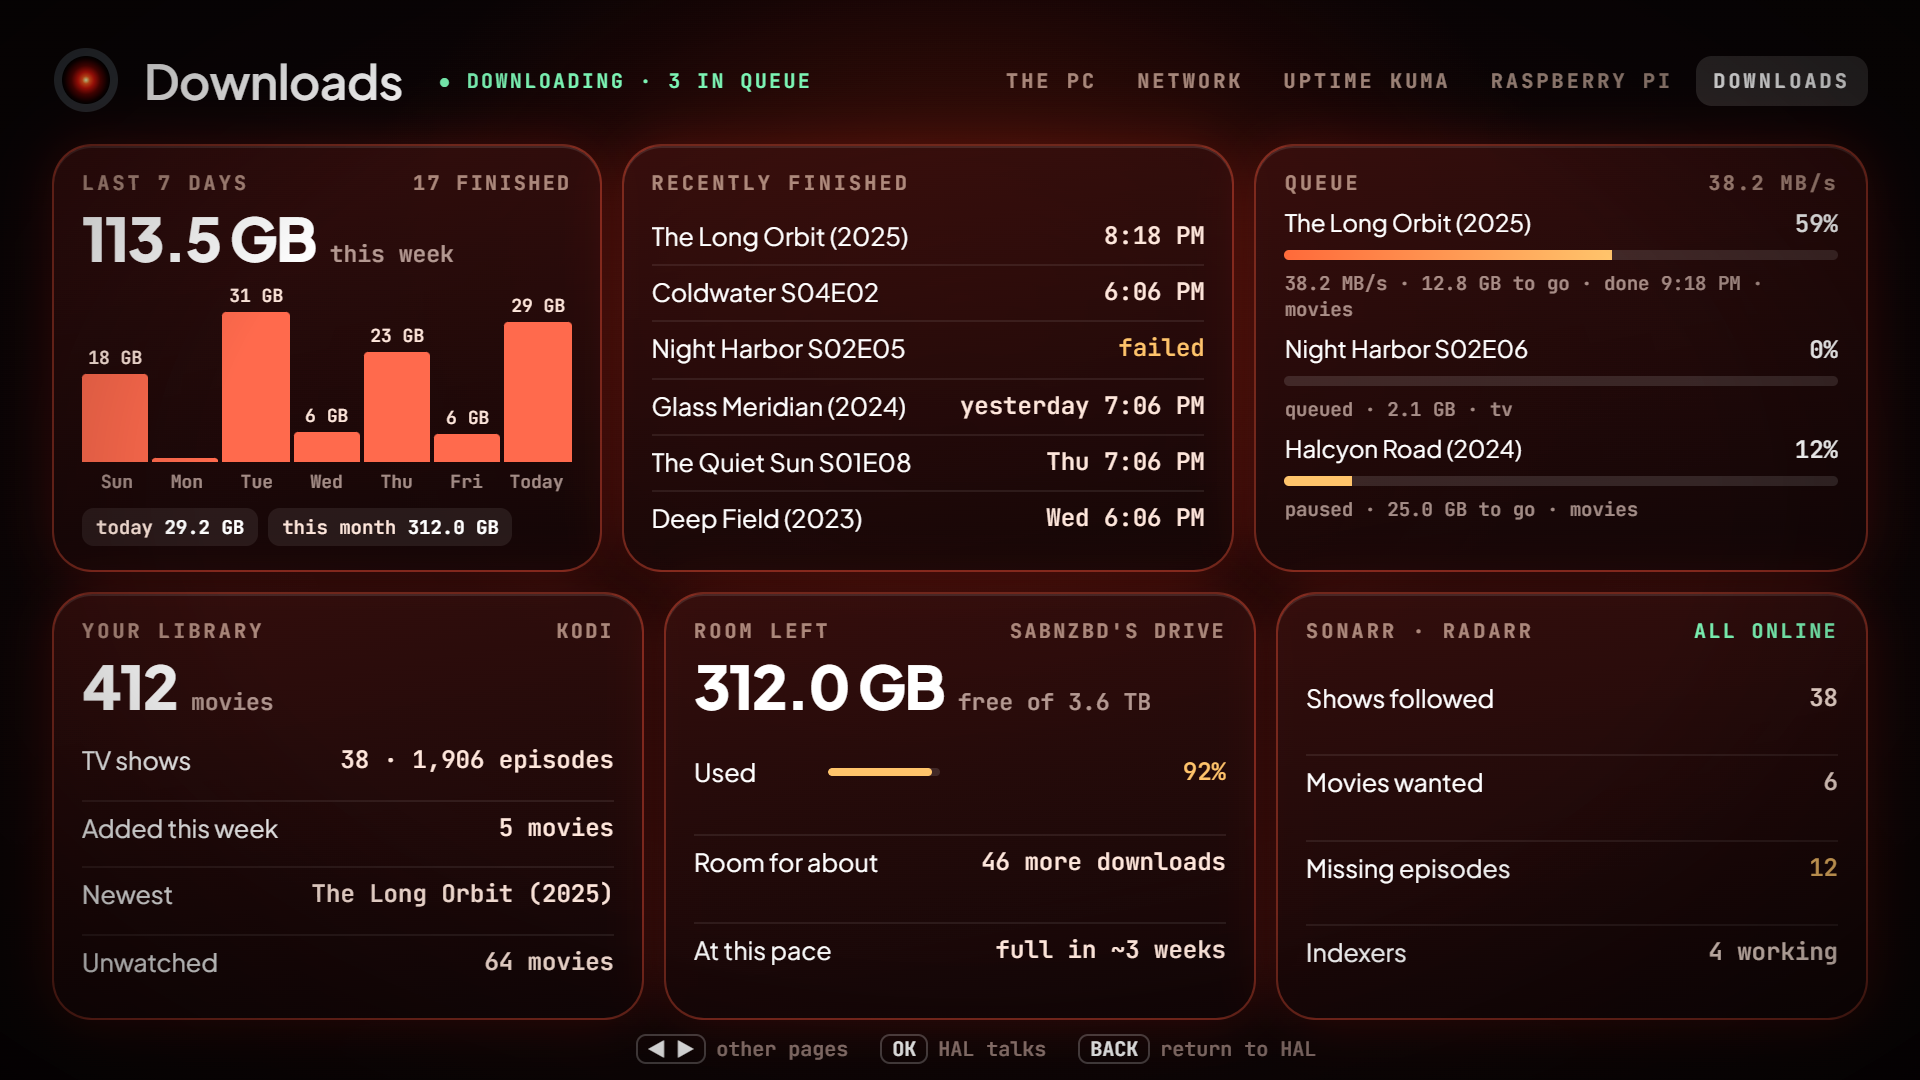 Downloads
● DOWNLOADING · 3 IN QUEUE
THE PC
NETWORK
UPTIME KUMA
RASPBERRY PI
DOWNLOADS
LAST 7 DAYS
17 FINISHED
113.5 GB this week
31 GB
29 GB
23 GB
18 GB
6 GB
6 GB
Sun Mon Tue Wed Thu Fri Today
today 29.2 GB
this month 312.0 GB
RECENTLY FINISHED
The Long Orbit (2025) 8:18 PM
Coldwater S04E02 6:06 PM
Night Harbor S02E05 failed
Glass Meridian (2024) yesterday 7:06 PM
The Quiet Sun S01E08 Thu 7:06 PM
Deep Field (2023) Wed 6:06 PM
QUEUE 38.2 MB/s
The Long Orbit (2025) 59%
38.2 MB/s · 12.8 GB to go · done 9:18 PM ·
movies
Night Harbor S02E06 0%
queued · 2.1 GB · tv
Halcyon Road (2024) 12%
paused · 25.0 GB to go · movies
YOUR LIBRARY KODI
412 movies
TV shows 38 · 1,906 episodes
Added this week 5 movies
Newest The Long Orbit (2025)
Unwatched 64 movies
ROOM LEFT SABNZBD'S DRIVE
312.0 GB free of 3.6 TB
Used 92%
Room for about 46 more downloads
At this pace full in ~3 weeks
SONARR · RADARR ALL ONLINE
Shows followed 38
Movies wanted 6
Missing episodes 12
Indexers 4 working
◀ ▶ other pages OK HAL talks BACK return to HAL